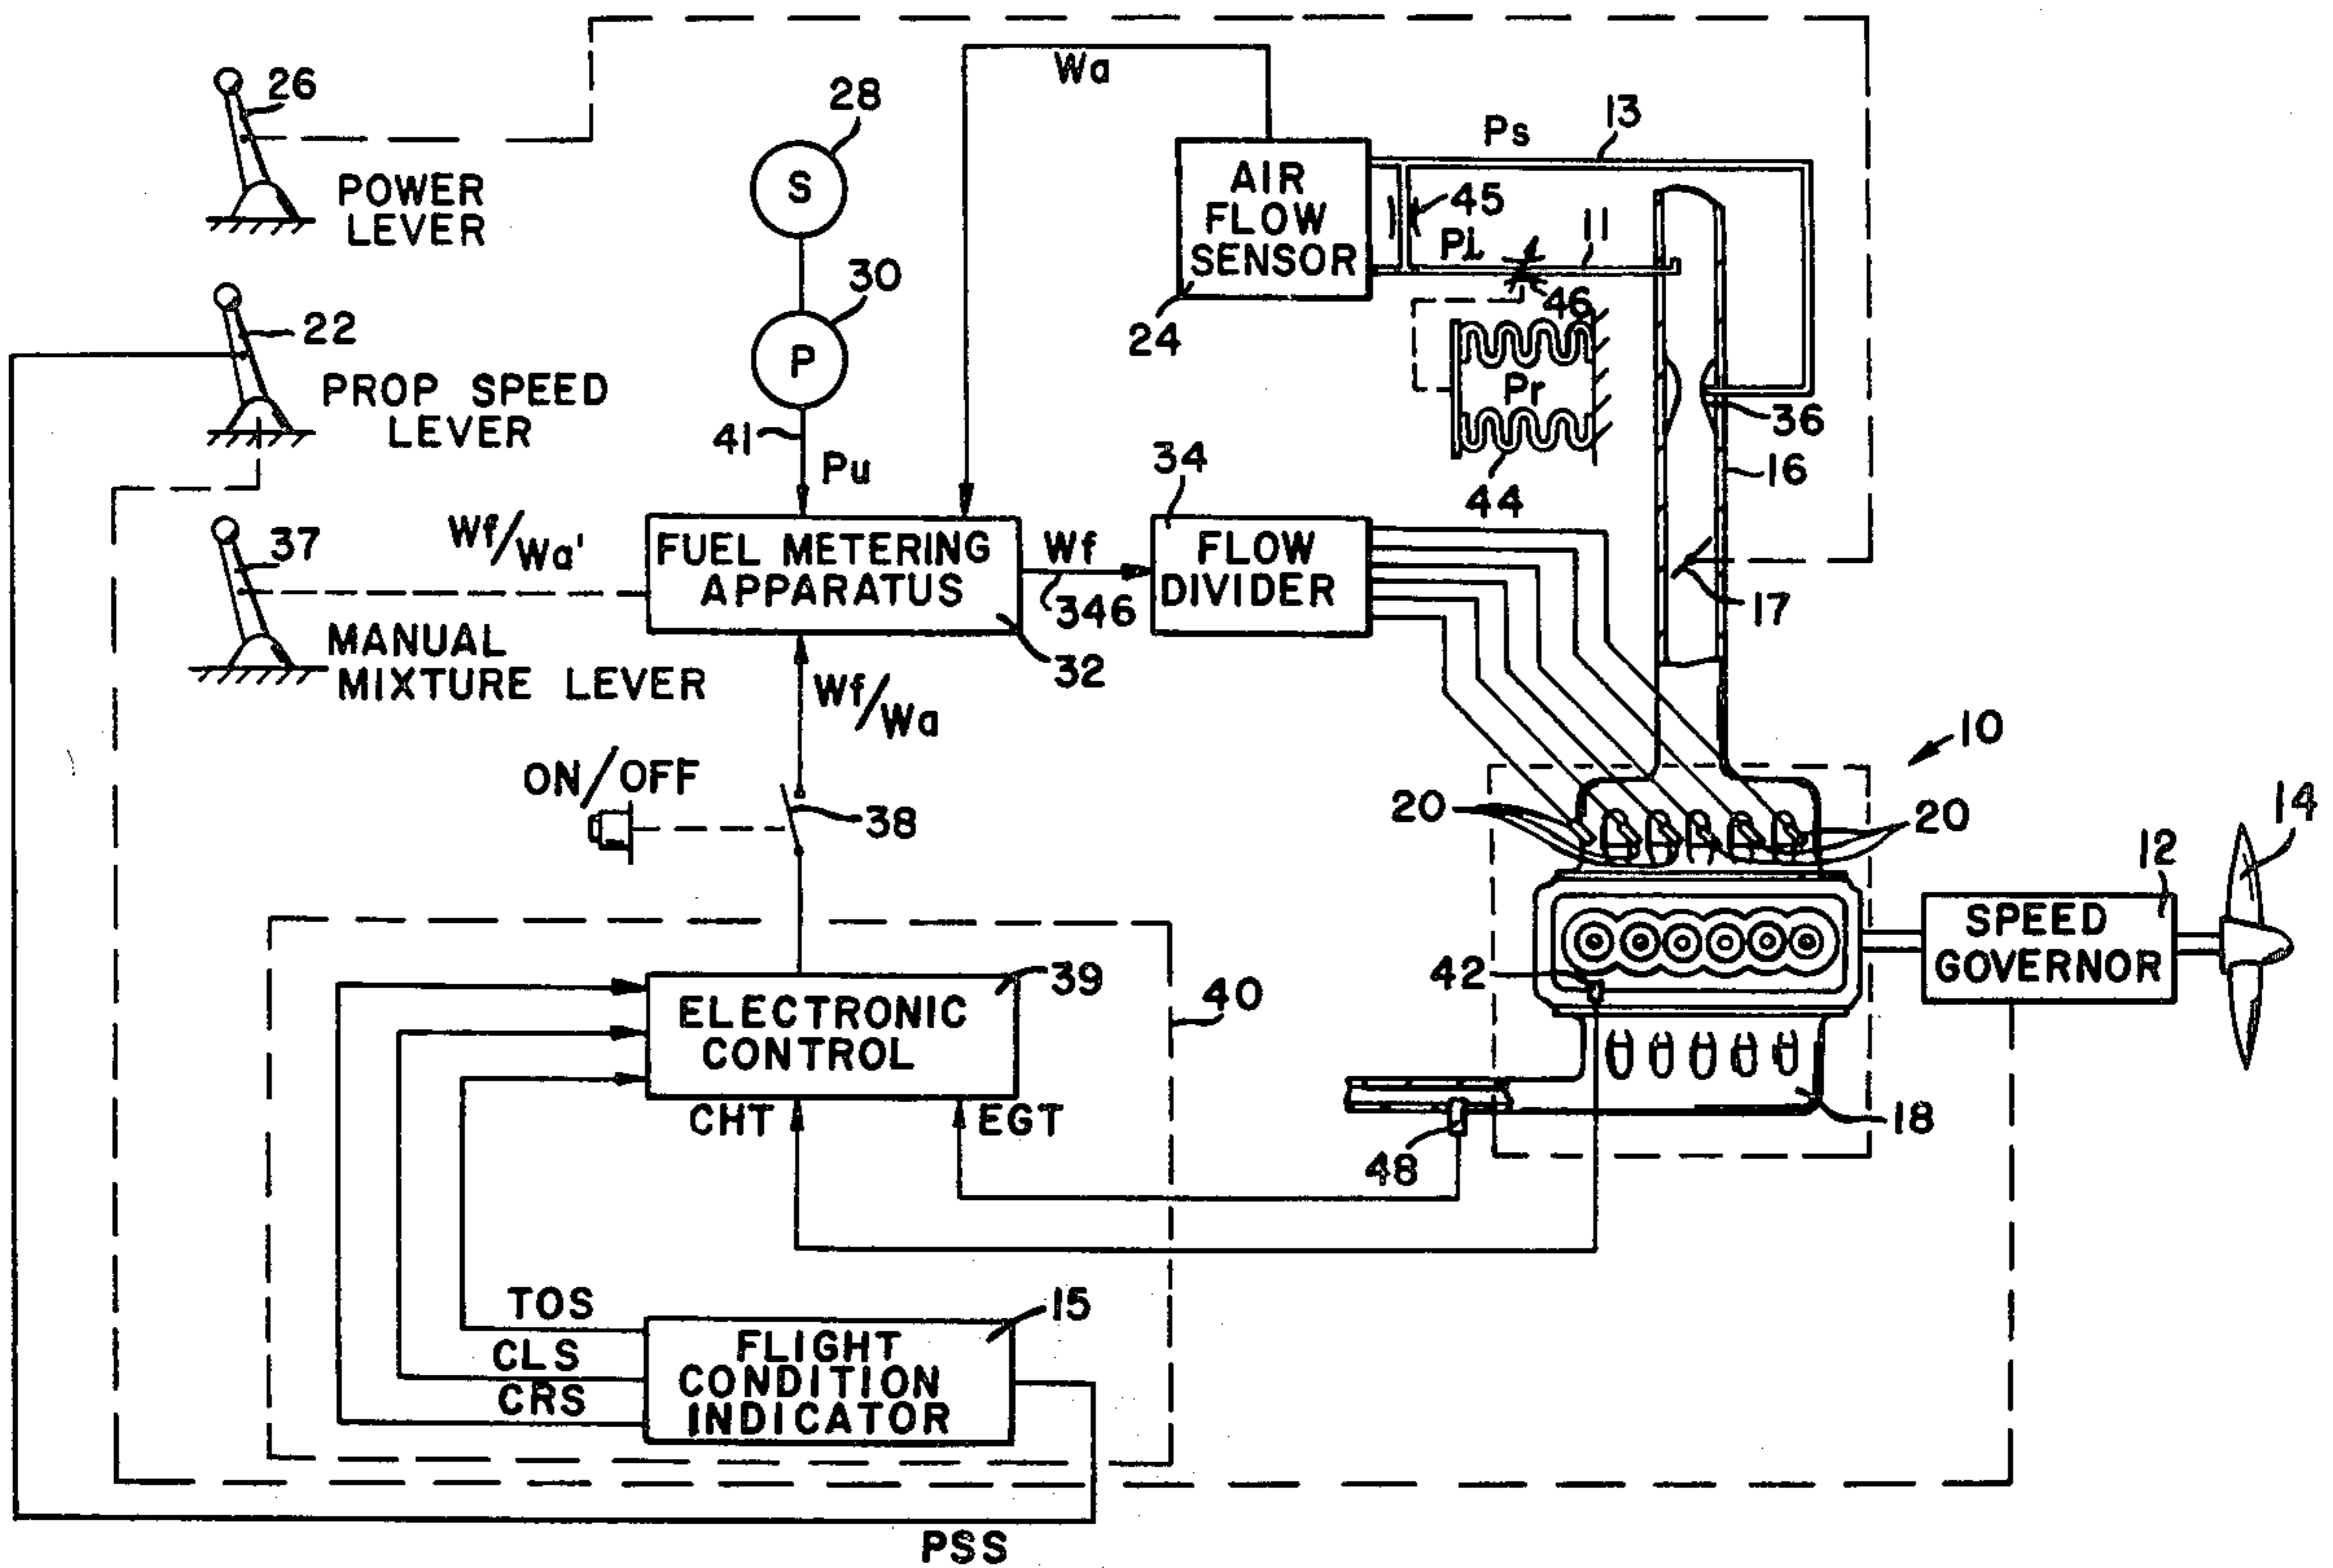 26
POWER
LEVER
22
PROP SPEED
LEVER
37
MANUAL
MIXTURE LEVER
Wf/Wa'
28
S
30
P
41
Pu
Wa
AIR
FLOW
SENSOR
24
Ps
13
45
Pi
11
46
Pr
44
36
16
17
FUEL METERING
APPARATUS
32
Wf
346
34
FLOW
DIVIDER
Wf/Wa
ON/OFF
38
10
20
20
14
12
SPEED
GOVERNOR
42
18
48
39
ELECTRONIC
CONTROL
40
CHT
EGT
TOS
CLS
CRS
15
FLIGHT
CONDITION
INDICATOR
PSS